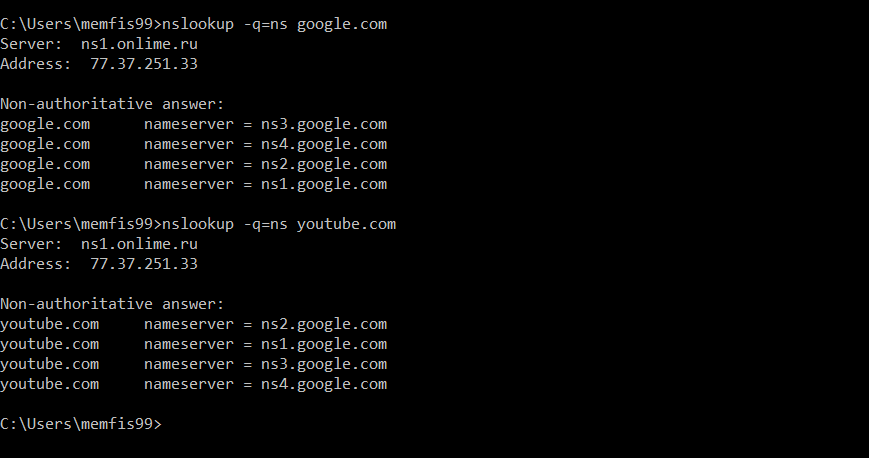 C:\Users\memfis99>nslookup -q=ns google.com
Server:  ns1.onlime.ru
Address:  77.37.251.33
Non-authoritative answer:
google.com      nameserver = ns3.google.com
google.com      nameserver = ns4.google.com
google.com      nameserver = ns2.google.com
google.com      nameserver = ns1.google.com
C:\Users\memfis99>nslookup -q=ns youtube.com
Server:  ns1.onlime.ru
Address:  77.37.251.33
Non-authoritative answer:
youtube.com     nameserver = ns2.google.com
youtube.com     nameserver = ns1.google.com
youtube.com     nameserver = ns3.google.com
youtube.com     nameserver = ns4.google.com
C:\Users\memfis99>